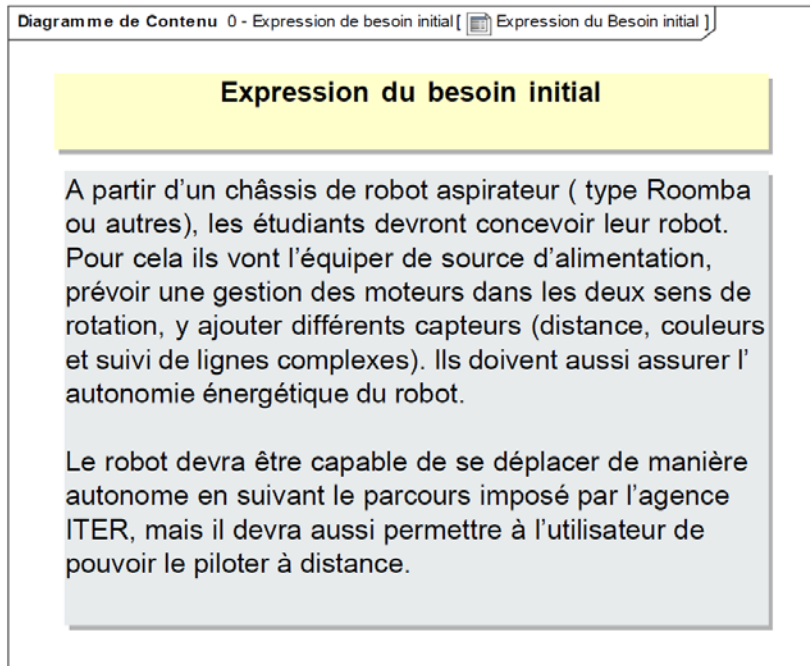 Diagramme de Contenu 0 - Expression de besoin initial [ Expression du Besoin initial ]
Expression du besoin initial
A partir d’un châssis de robot aspirateur ( type Roomba
ou autres), les étudiants devront concevoir leur robot.
Pour cela ils vont l’équiper de source d’alimentation,
prévoir une gestion des moteurs dans les deux sens de
rotation, y ajouter différents capteurs (distance, couleurs
et suivi de lignes complexes). Ils doivent aussi assurer l’
autonomie énergétique du robot.
Le robot devra être capable de se déplacer de manière
autonome en suivant le parcours imposé par l’agence
ITER, mais il devra aussi permettre à l’utilisateur de
pouvoir le piloter à distance.